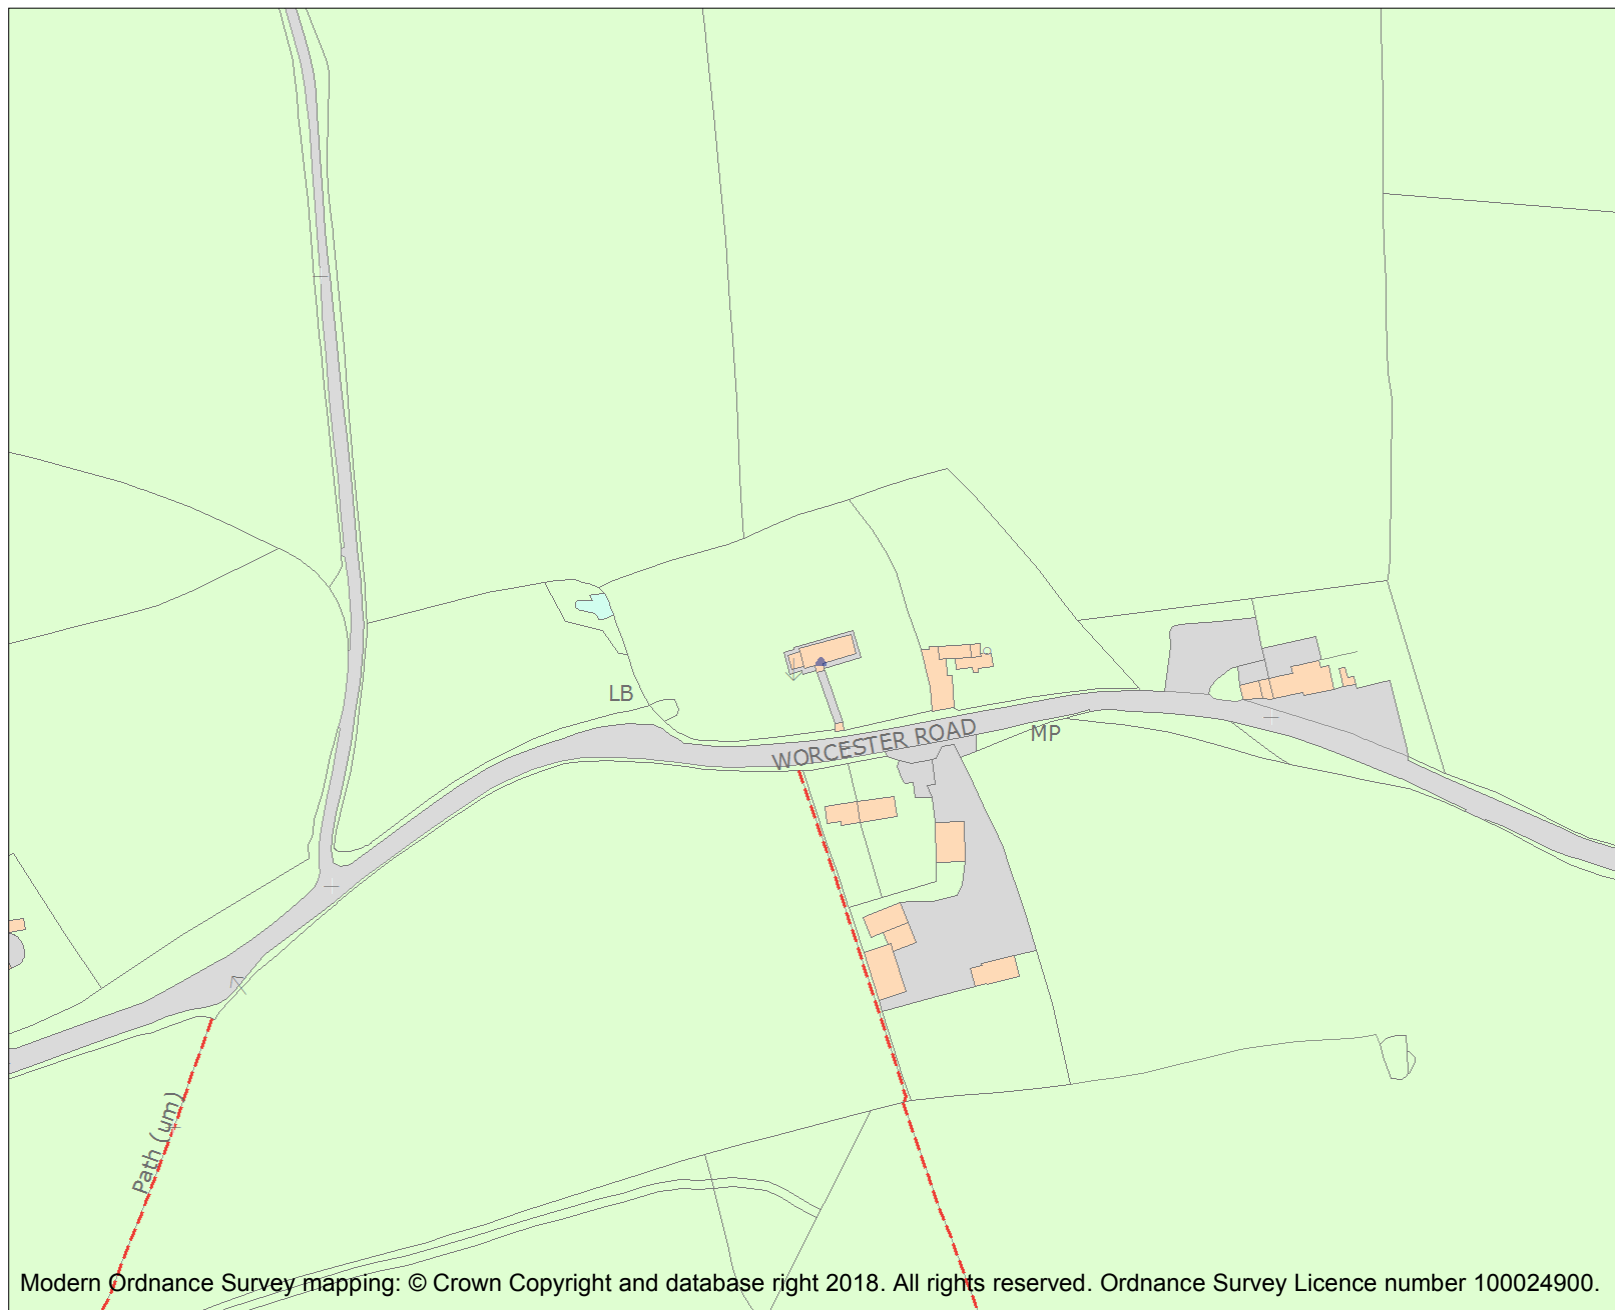 LB
WORCESTER ROAD
MP
Path (um)
Modern Ordnance Survey mapping: © Crown Copyright and database right 2018. All rights reserved. Ordnance Survey Licence number 100024900.